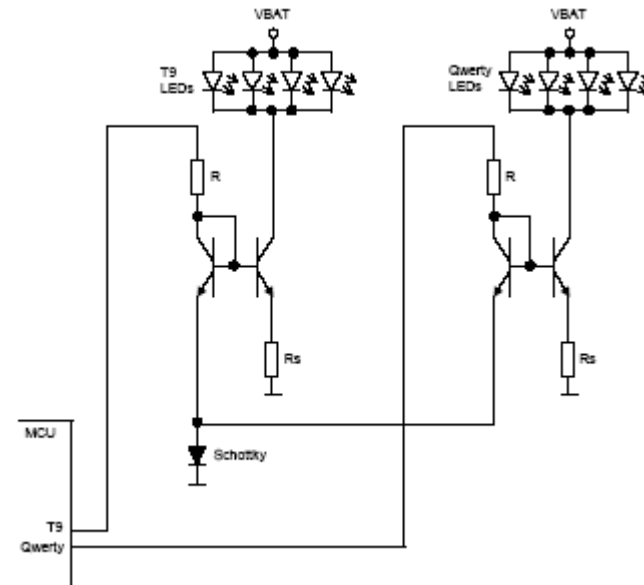 VBAT
VBAT
T9
LEDs
Qwerty
LEDs
R
R
Rs
Rs
MCU
Schottky
T9
Qwerty